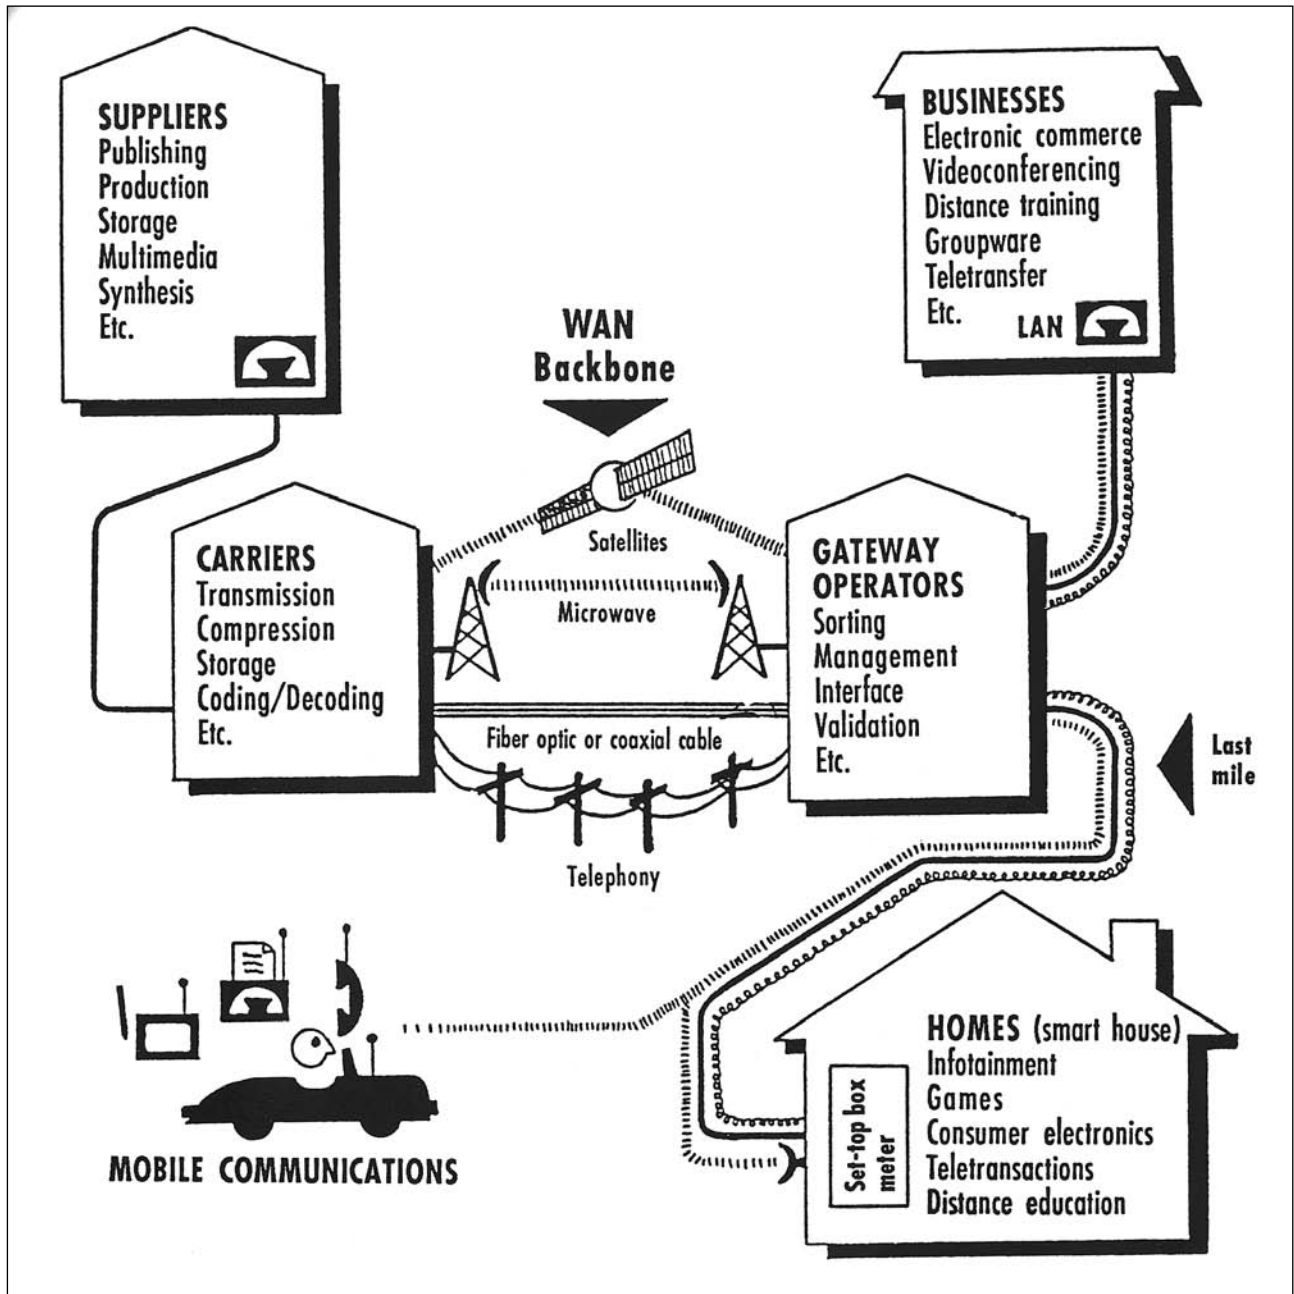 SUPPLIERS
Publishing
Production
Storage
Multimedia
Synthesis
Etc.
WAN
Backbone
BUSINESSES
Electronic commerce
Videoconferencing
Distance training
Groupware
Teletransfer
Etc.
LAN
CARRIERS
Transmission
Compression
Storage
Coding/Decoding
Etc.
Satellites
Microwave
Fiber optic or coaxial cable
Telephony
GATEWAY
OPERATORS
Sorting
Management
Interface
Validation
Etc.
Last
mile
MOBILE COMMUNICATIONS
HOMES (smart house)
Infotainment
Games
Consumer electronics
Teletransactions
Distance education
Set-top box
meter